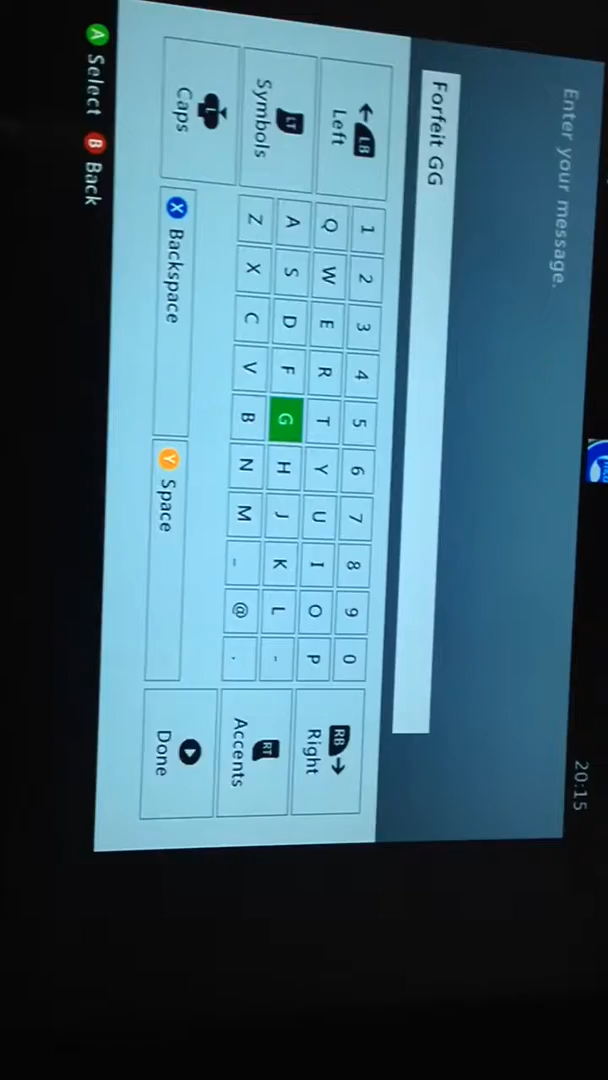 Enter your message.
20:15
Forfeit GG
LB Left
1 2 3 4 5 6 7 8 9 0
RB Right
Q W E R T Y U I O P
LT Symbols
A S D F G H J K L -
RT Accents
Z X C V B N M _ @ .
L Caps
X Backspace
Y Space
Done
A Select B Back